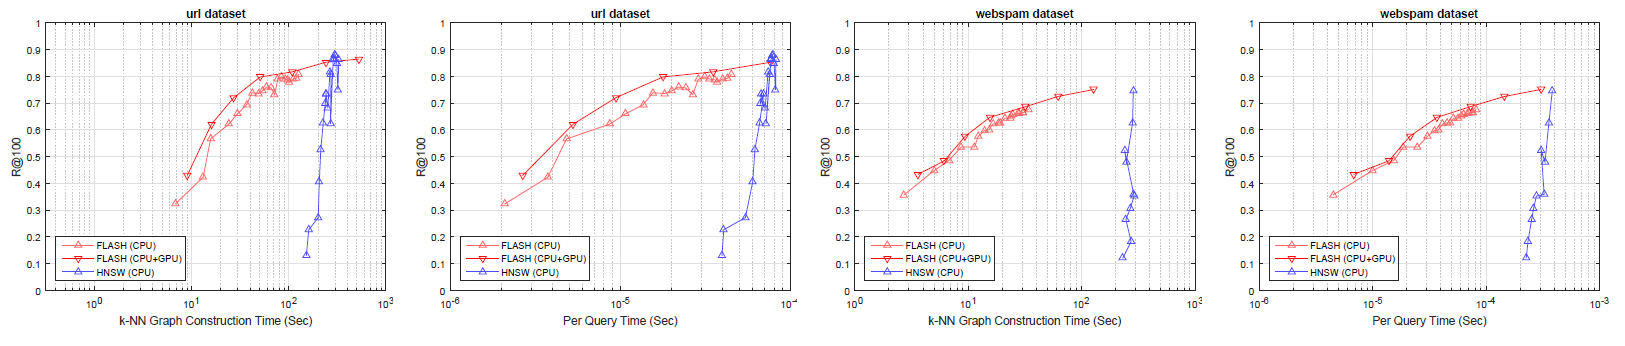 url dataset
R@100
1
0.9
0.8
0.7
0.6
0.5
0.4
0.3
0.2
0.1
0
FLASH (CPU)
FLASH (CPU+GPU)
HNSW (CPU)
10^0
10^1
10^2
10^3
k-NN Graph Construction Time (Sec)
url dataset
R@100
1
0.9
0.8
0.7
0.6
0.5
0.4
0.3
0.2
0.1
0
FLASH (CPU)
FLASH (CPU+GPU)
HNSW (CPU)
10^-6
10^-5
10^-4
Per Query Time (Sec)
webspam dataset
R@100
1
0.9
0.8
0.7
0.6
0.5
0.4
0.3
0.2
0.1
0
FLASH (CPU)
FLASH (CPU+GPU)
HNSW (CPU)
10^0
10^1
10^2
10^3
k-NN Graph Construction Time (Sec)
webspam dataset
R@100
1
0.9
0.8
0.7
0.6
0.5
0.4
0.3
0.2
0.1
0
FLASH (CPU)
FLASH (CPU+GPU)
HNSW (CPU)
10^-6
10^-5
10^-4
10^-3
Per Query Time (Sec)